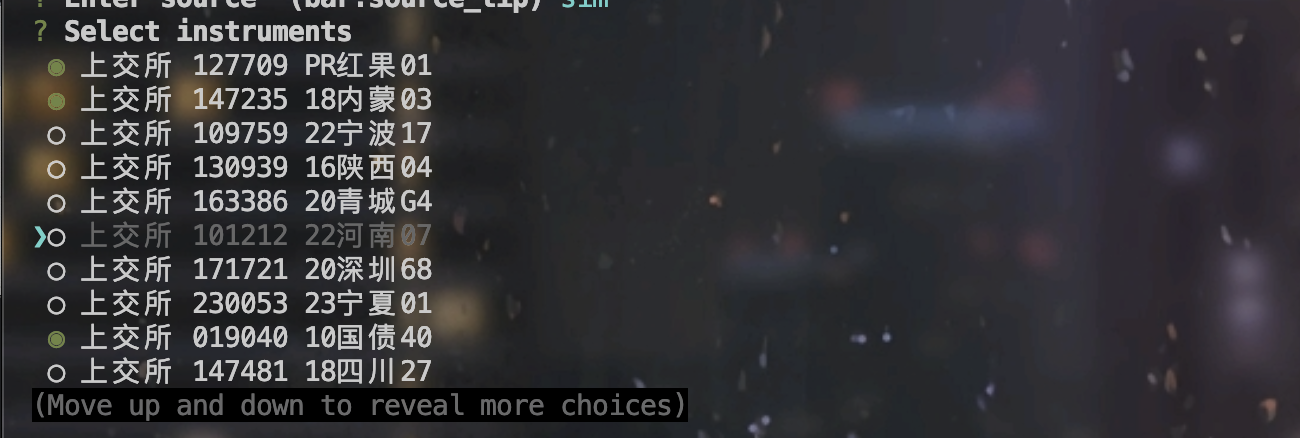 ? Enter source (bar.source_tip) sim
? Select instruments
◉ 上交所 127709 PR红果01
◉ 上交所 147235 18内蒙03
○ 上交所 109759 22宁波17
○ 上交所 130939 16陕西04
○ 上交所 163386 20青城G4
❯○ 上交所 101212 22河南07
○ 上交所 171721 20深圳68
○ 上交所 230053 23宁夏01
◉ 上交所 019040 10国债40
○ 上交所 147481 18四川27
(Move up and down to reveal more choices)